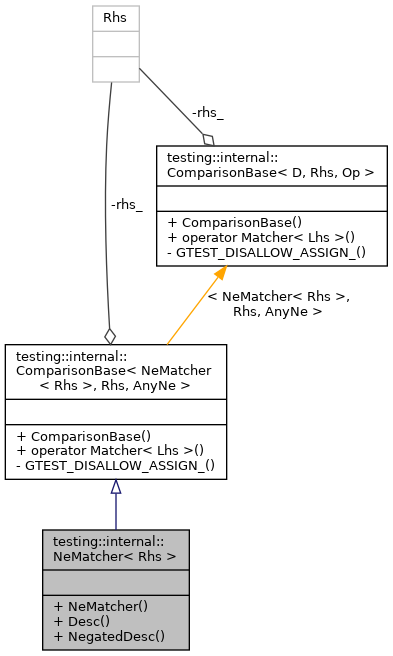 Rhs
-rhs_
testing::internal::
ComparisonBase< D, Rhs, Op >
+ ComparisonBase()
+ operator Matcher< Lhs >()
- GTEST_DISALLOW_ASSIGN_()
-rhs_
< NeMatcher< Rhs >,
Rhs, AnyNe >
testing::internal::
ComparisonBase< NeMatcher
< Rhs >, Rhs, AnyNe >
+ ComparisonBase()
+ operator Matcher< Lhs >()
- GTEST_DISALLOW_ASSIGN_()
testing::internal::
NeMatcher< Rhs >
+ NeMatcher()
+ Desc()
+ NegatedDesc()